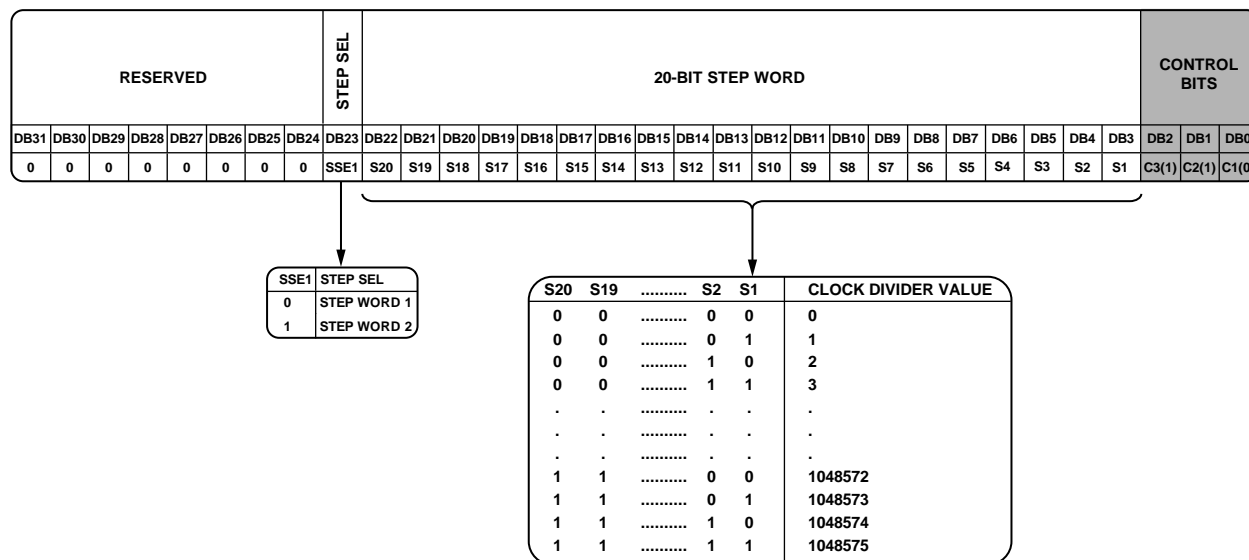 RESERVED
STEP SEL
20-BIT STEP WORD
CONTROL
BITS
DB31 DB30 DB29 DB28 DB27 DB26 DB25 DB24 DB23 DB22 DB21 DB20 DB19 DB18 DB17 DB16 DB15 DB14 DB13 DB12 DB11 DB10 DB9 DB8 DB7 DB6 DB5 DB4 DB3 DB2 DB1 DB0
0 0 0 0 0 0 0 0 SSE1 S20 S19 S18 S17 S16 S15 S14 S13 S12 S11 S10 S9 S8 S7 S6 S5 S4 S3 S2 S1 C3(1) C2(1) C1(0
SSE1 STEP SEL
0 STEP WORD 1
1 STEP WORD 2
S20 S19 .......... S2 S1 CLOCK DIVIDER VALUE
0 0 .......... 0 0 0
0 0 .......... 0 1 1
0 0 .......... 1 0 2
0 0 .......... 1 1 3
. . .......... . . .
. . .......... . . .
. . .......... . . .
1 1 .......... 0 0 1048572
1 1 .......... 0 1 1048573
1 1 .......... 1 0 1048574
1 1 .......... 1 1 1048575